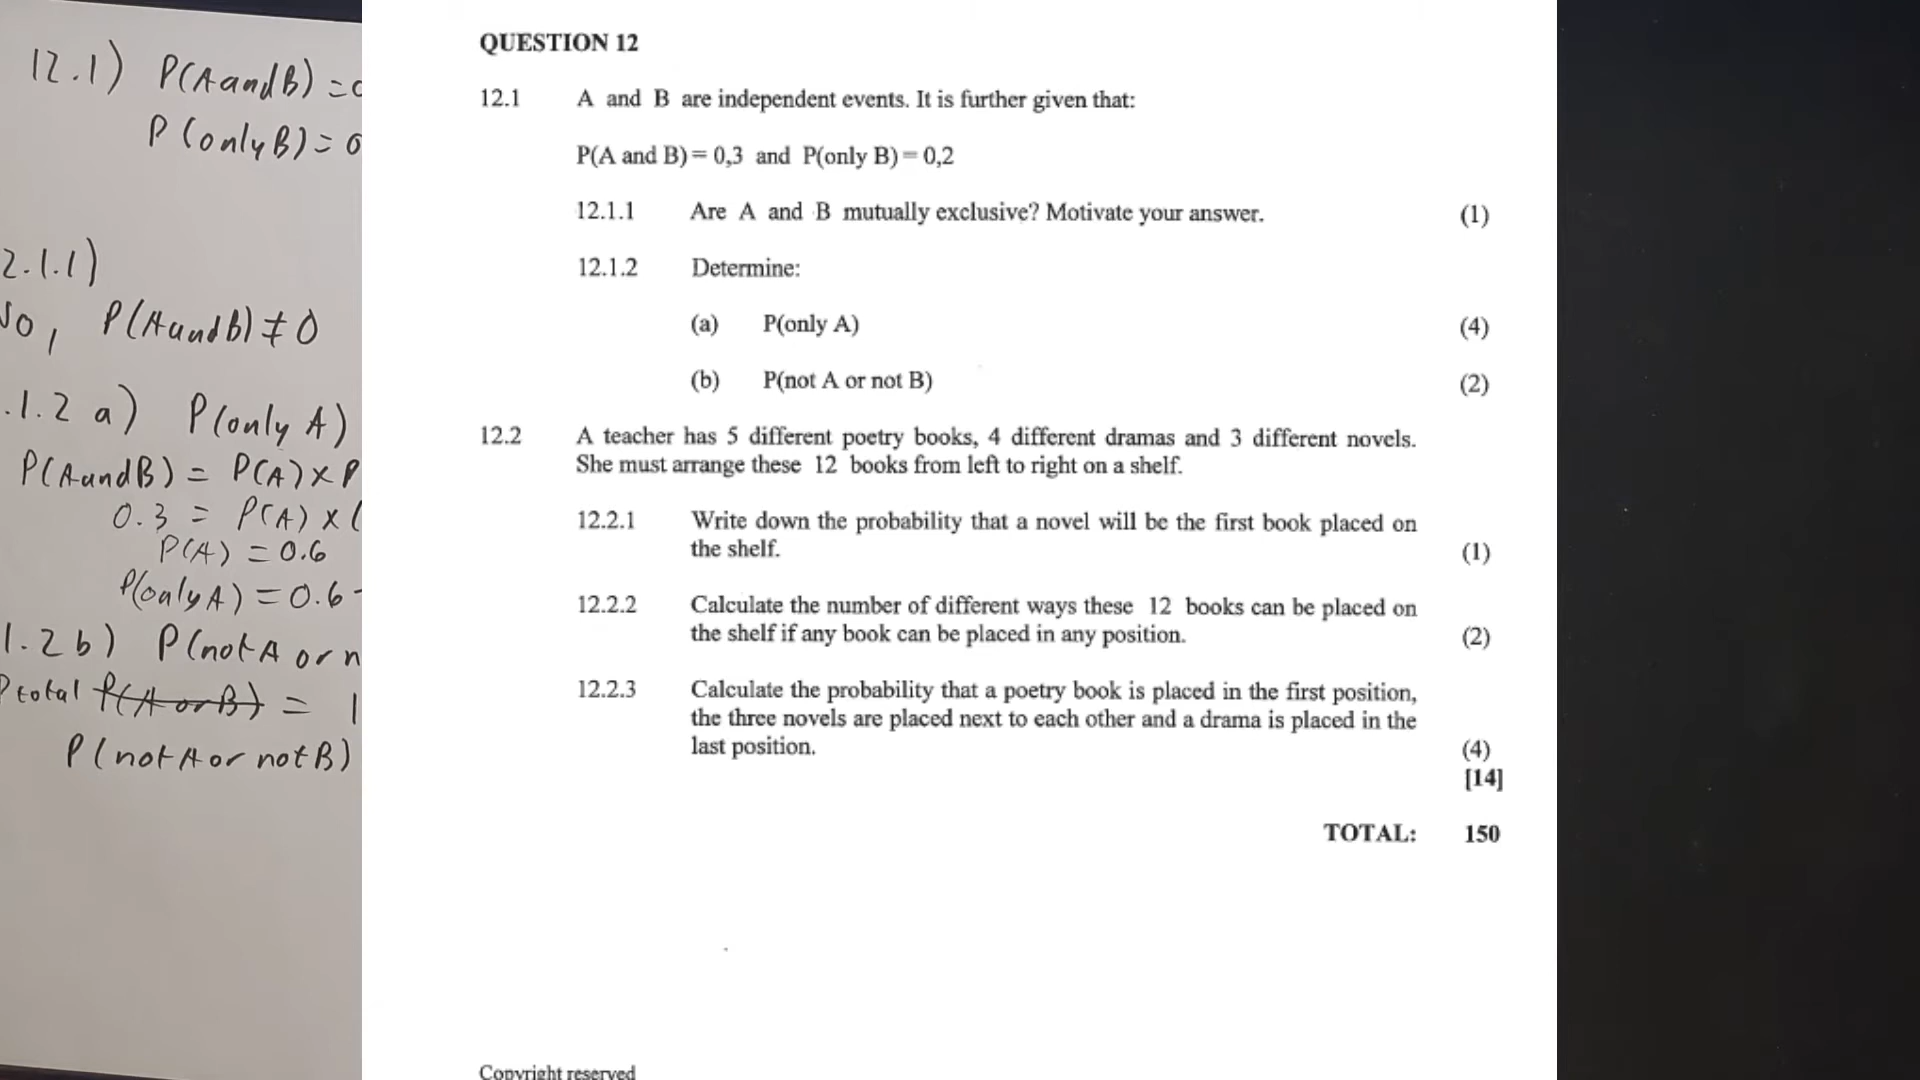 12.1) P(A and B) = 0
P(only B) = 0
2.1.1)
P(A and B) ≠ 0
.1.2 a) P(only A)
P(A and B) = P(A) x P
0.3 = P(A) x (
P(A) = 0.6
P(only A) = 0.6 -
1.2 b) P(not A or n
Ptotal P(A or B) = 1
P(not A or not B)
QUESTION 12
12.1 A and B are independent events. It is further given that:
P(A and B) = 0,3 and P(only B) = 0,2
12.1.1 Are A and B mutually exclusive? Motivate your answer. (1)
12.1.2 Determine:
(a) P(only A) (4)
(b) P(not A or not B) (2)
12.2 A teacher has 5 different poetry books, 4 different dramas and 3 different novels.
She must arrange these 12 books from left to right on a shelf.
12.2.1 Write down the probability that a novel will be the first book placed on
the shelf. (1)
12.2.2 Calculate the number of different ways these 12 books can be placed on
the shelf if any book can be placed in any position. (2)
12.2.3 Calculate the probability that a poetry book is placed in the first position,
the three novels are placed next to each other and a drama is placed in the
last position. (4)
[14]
TOTAL: 150
Copyright reserved